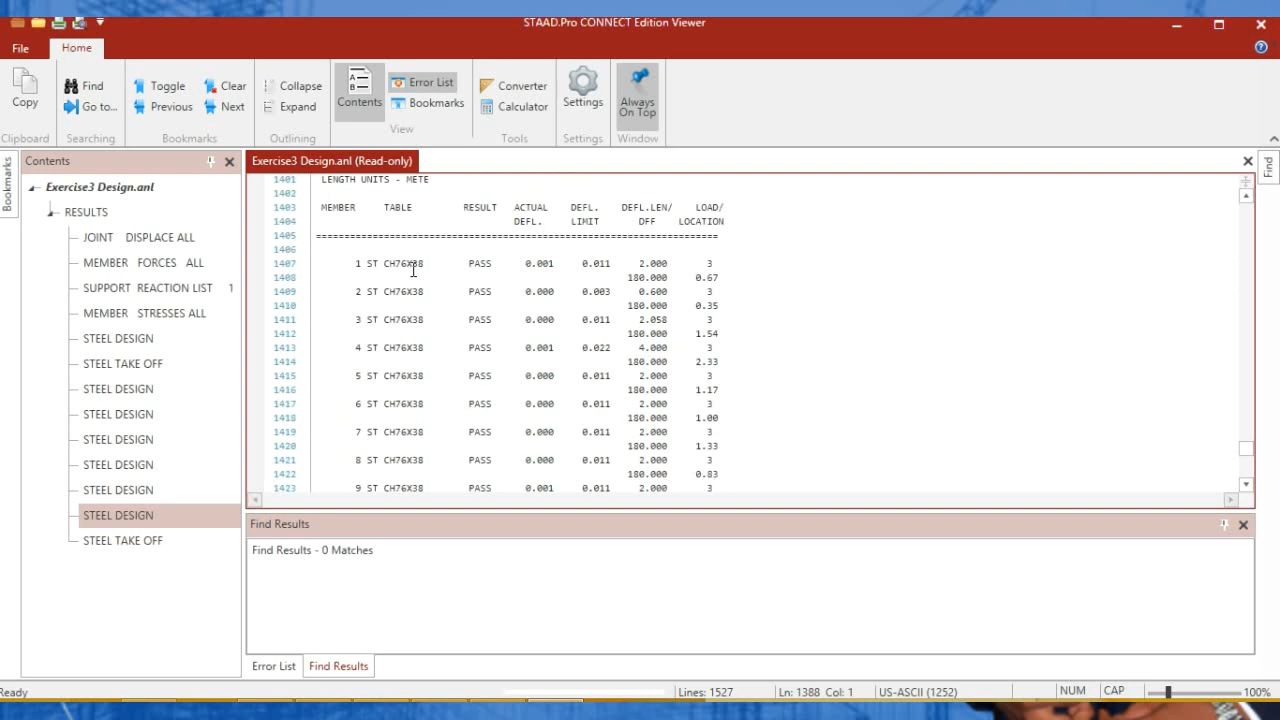 STAAD.Pro CONNECT Edition Viewer
File Home
Copy Find Go to... Toggle Previous Clear Next Collapse Expand Contents Error List Bookmarks Converter Calculator Settings Always On Top
Clipboard Searching Bookmarks Outlining View Tools Settings Window
Bookmarks
Contents
Exercise3 Design.anl
RESULTS
JOINT DISPLACE ALL
MEMBER FORCES ALL
SUPPORT REACTION LIST 1
MEMBER STRESSES ALL
STEEL DESIGN
STEEL TAKE OFF
STEEL DESIGN
STEEL DESIGN
STEEL DESIGN
STEEL DESIGN
STEEL DESIGN
STEEL DESIGN
STEEL TAKE OFF
Exercise3 Design.anl (Read-only)
Find
1401 LENGTH UNITS - METE
1402
1403 MEMBER TABLE RESULT ACTUAL DEFL. DEFL.LEN/ LOAD/
1404 DEFL. LIMIT DFF LOCATION
1405 =======================================================================
1406
1407 1 ST CH76X38 PASS 0.001 0.011 2.000 3
1408 180.000 0.67
1409 2 ST CH76X38 PASS 0.000 0.003 0.600 3
1410 180.000 0.35
1411 3 ST CH76X38 PASS 0.000 0.011 2.058 3
1412 180.000 1.54
1413 4 ST CH76X38 PASS 0.001 0.022 4.000 3
1414 180.000 2.33
1415 5 ST CH76X38 PASS 0.000 0.011 2.000 3
1416 180.000 1.17
1417 6 ST CH76X38 PASS 0.000 0.011 2.000 3
1418 180.000 1.00
1419 7 ST CH76X38 PASS 0.000 0.011 2.000 3
1420 180.000 1.33
1421 8 ST CH76X38 PASS 0.000 0.011 2.000 3
1422 180.000 0.83
1423 9 ST CH76X38 PASS 0.001 0.011 2.000 3
Find Results
Find Results - 0 Matches
Error List Find Results
Ready Lines: 1527 Ln: 1388 Col: 1 US-ASCII (1252) NUM CAP 100%